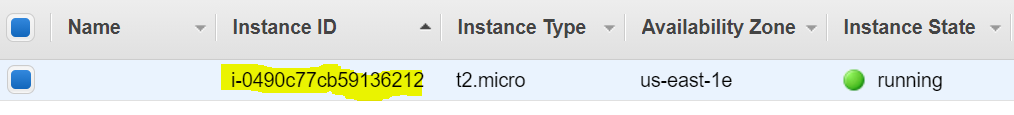 Name Instance ID Instance Type Availability Zone Instance State
i-0490c77cb59136212 t2.micro us-east-1e running